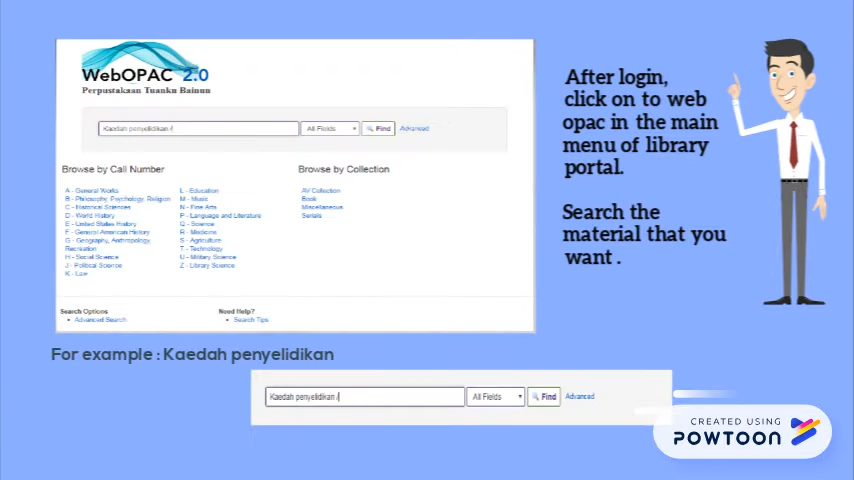 WebOPAC 2.0
Perpustakaan Tuanku Bainun
Kaedah penyelidikan /
All Fields
Find
Advanced
Browse by Call Number
A - General Works
B - Philosophy, Psychology, Religion
C - Historical Sciences
D - World History
E - United States History
F - General American History
G - Geography, Anthropology,
Recreation
H - Social Science
J - Political Science
K - Law
L - Education
M - Music
N - Fine Arts
P - Language and Literature
Q - Science
R - Medicine
S - Agriculture
T - Technology
U - Military Science
Z - Library Science
Browse by Collection
AV Collection
Book
Miscellaneous
Serials
Search Options
Advanced Search
Need Help?
Search Tips
After login,
click on to web
opac in the main
menu of library
portal.
Search the
material that you
want .
For example : Kaedah penyelidikan
Kaedah penyelidikan /
All Fields
Find
Advanced
CREATED USING
POWTOON